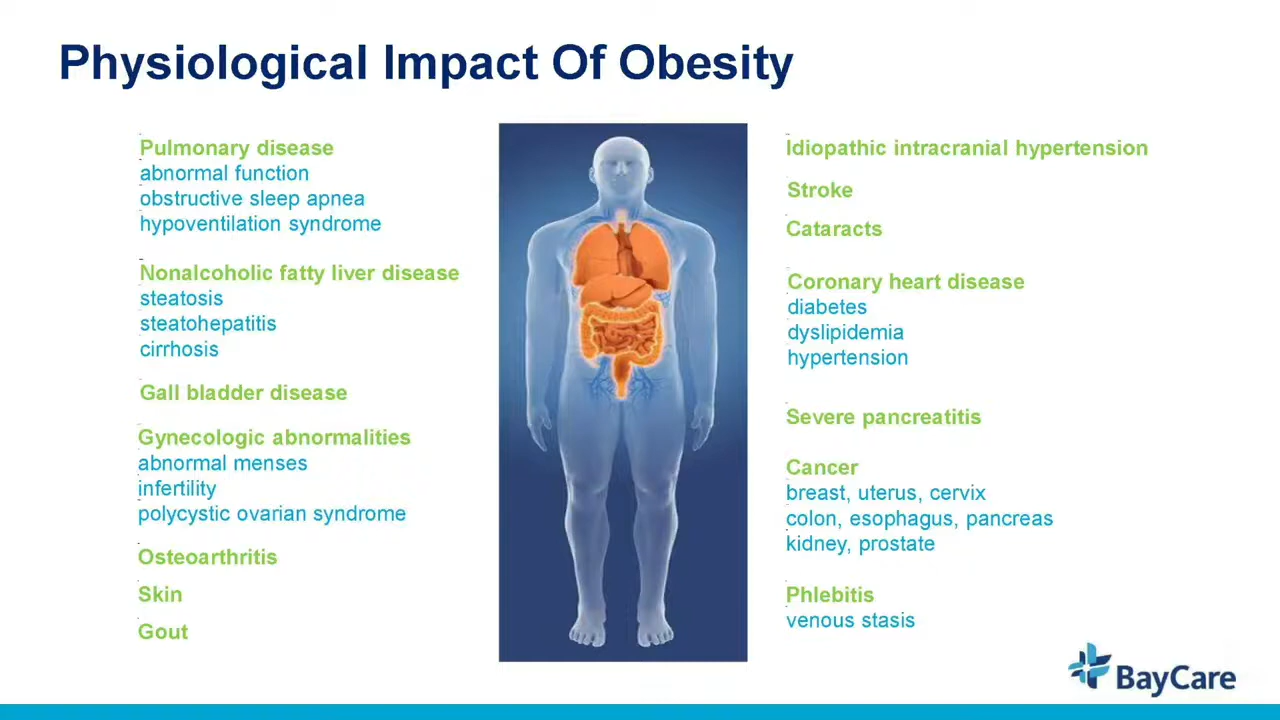 Physiological Impact Of Obesity
Pulmonary disease
abnormal function
obstructive sleep apnea
hypoventilation syndrome
Nonalcoholic fatty liver disease
steatosis
steatohepatitis
cirrhosis
Gall bladder disease
Gynecologic abnormalities
abnormal menses
infertility
polycystic ovarian syndrome
Osteoarthritis
Skin
Gout
Idiopathic intracranial hypertension
Stroke
Cataracts
Coronary heart disease
diabetes
dyslipidemia
hypertension
Severe pancreatitis
Cancer
breast, uterus, cervix
colon, esophagus, pancreas
kidney, prostate
Phlebitis
venous stasis
BayCare